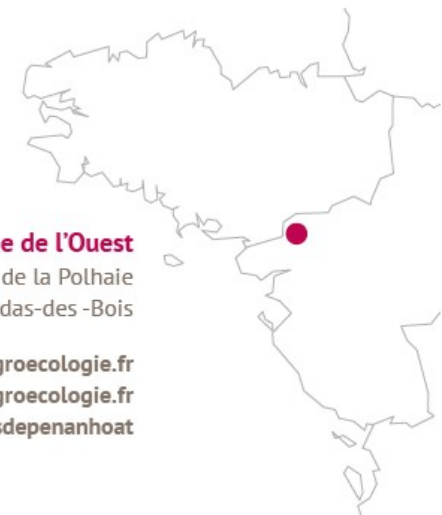 e de l’Ouest
de la Polhaie
das-des -Bois
groecologie.fr
groecologie.fr
sdepenanhoat